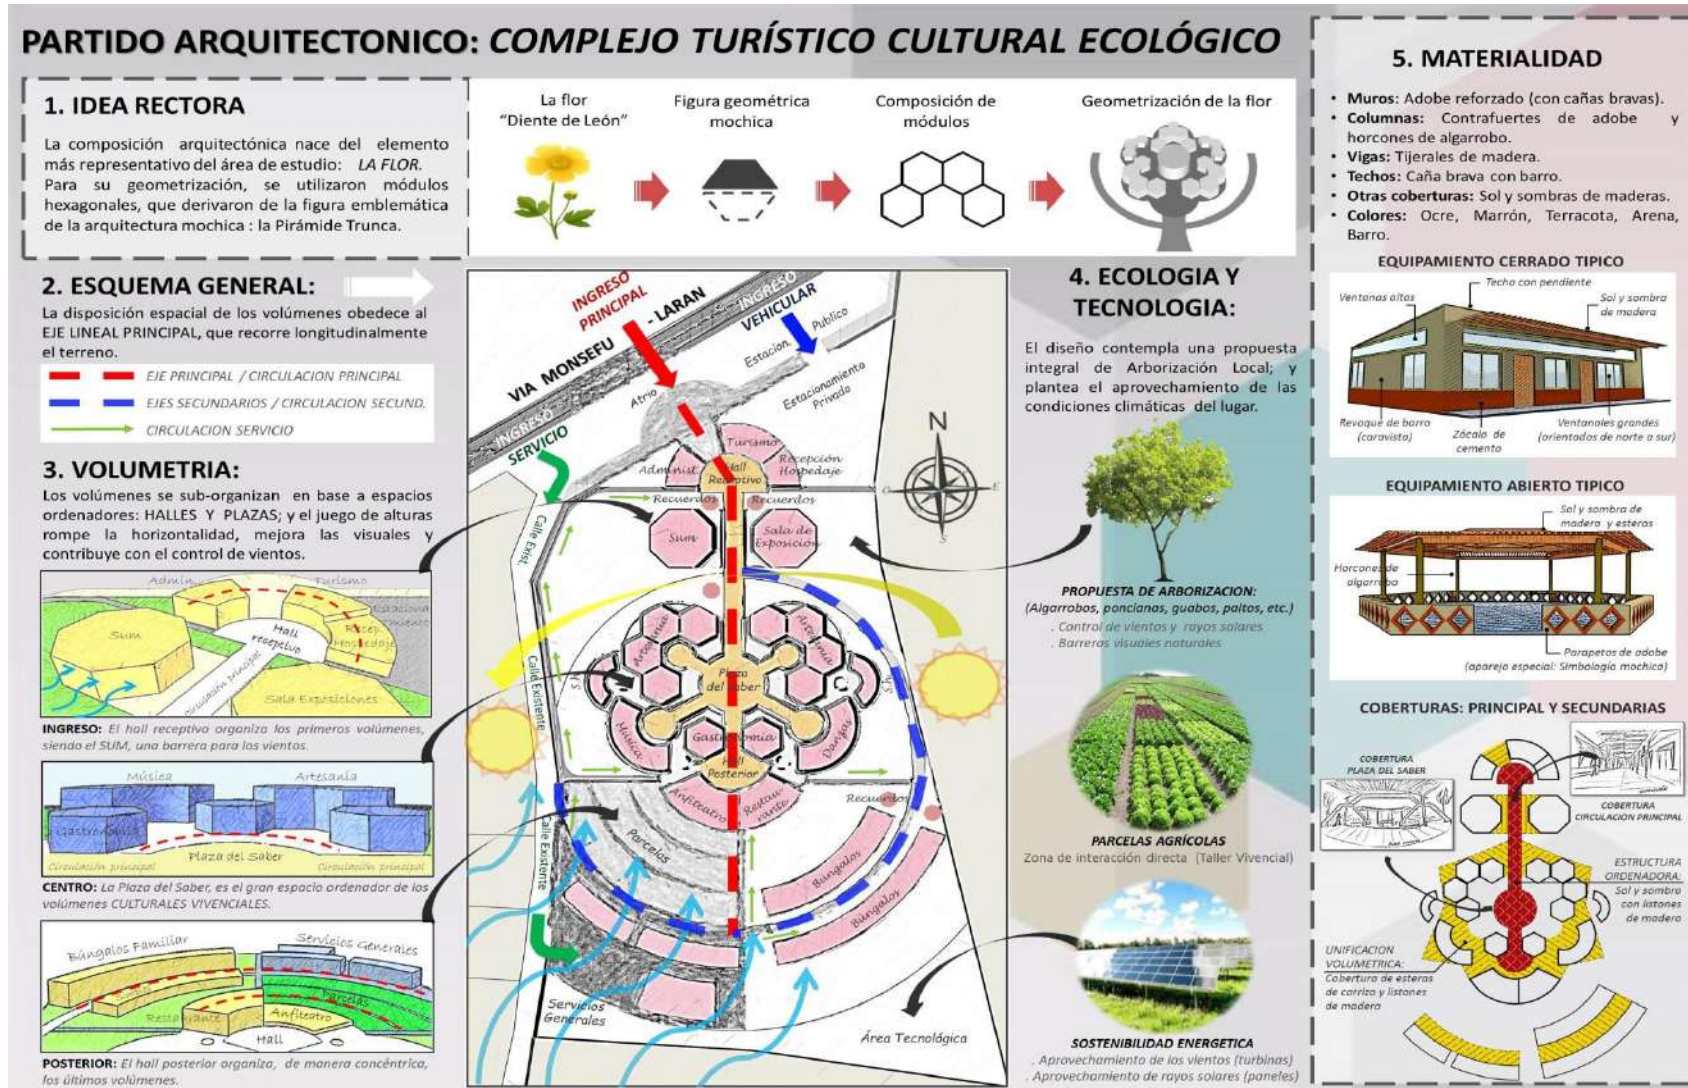 PARTIDO ARQUITECTONICO: COMPLEJO TURÍSTICO CULTURAL ECOLÓGICO
1. IDEA RECTORA
La composición arquitectónica nace del elemento
más representativo del área de estudio: LA FLOR.
Para su geometrización, se utilizaron módulos
hexagonales, que derivaron de la figura emblemática
de la arquitectura mochica : la Pirámide Trunca.
La flor
"Diente de León"
Figura geométrica
mochica
Composición de
módulos
Geometrización de la flor
2. ESQUEMA GENERAL:
La disposición espacial de los volúmenes obedece al
EJE LINEAL PRINCIPAL, que recorre longitudinalmente
el terreno.
EJE PRINCIPAL / CIRCULACION PRINCIPAL
EJES SECUNDARIOS / CIRCULACION SECUND.
CIRCULACION SERVICIO
3. VOLUMETRIA:
Los volúmenes se sub-organizan en base a espacios
ordenadores: HALLES Y PLAZAS; y el juego de alturas
rompe la horizontalidad, mejora las visuales y
contribuye con el control de vientos.
Admin.
Turismo
Sum
Hall
receptivo
Recep.
Hospedaje
circulación principal
Sala Exposiciones
INGRESO: El hall receptivo organiza los primeros volúmenes,
siendo el SUM, una barrera para los vientos.
Música
Artesanía
Gastronomía
Plaza del Saber
Circulación principal
Circulación principal
CENTRO: La Plaza del Saber, es el gran espacio ordenador de los
volúmenes CULTURALES VIVENCIALES.
Búngalos Familiar
Servicios Generales
Parcelas
Restaurante
Anfiteatro
Hall
POSTERIOR: El hall posterior organiza, de manera concéntrica,
los últimos volúmenes.
INGRESO
PRINCIPAL
VIA MONSEFU - LARAN
INGRESO
VEHICULAR
Estacion. Publico
Estacionamiento
Privado
Atrio
INGRESO
SERVICIO
Turismo
Administ.
Hall
Receptivo
Recepción
Hospedaje
Recuerdos
Recuerdos
Sum
Sala de
Exposición
N
O
E
S
Calle Exist.
Artesanía
Artesanía
Plaza
del Saber
S.H.
S.H.
Calle Existente
Música
Gastronomía
Danzas
Hall
Posterior
Anfiteatro
Restau-
rante
Recuerdos
Parcelas
Calle Existente
Búngalos
Búngalos
Servicios
Generales
Área Tecnológica
4. ECOLOGIA Y
TECNOLOGIA:
El diseño contempla una propuesta
integral de Arborización Local; y
plantea el aprovechamiento de las
condiciones climáticas del lugar.
PROPUESTA DE ARBORIZACION:
(Algarrobos, poncianas, guabos, paltos, etc.)
. Control de vientos y rayos solares
. Barreras visuales naturales
PARCELAS AGRÍCOLAS
Zona de interacción directa (Taller Vivencial)
SOSTENIBILIDAD ENERGETICA
. Aprovechamiento de los vientos (turbinas)
. Aprovechamiento de rayos solares (paneles)
5. MATERIALIDAD
• Muros: Adobe reforzado (con cañas bravas).
• Columnas: Contrafuertes de adobe y
horcones de algarrobo.
• Vigas: Tijerales de madera.
• Techos: Caña brava con barro.
• Otras coberturas: Sol y sombras de maderas.
• Colores: Ocre, Marrón, Terracota, Arena,
Barro.
EQUIPAMIENTO CERRADO TIPICO
Techo con pendiente
Ventanas altas
Sol y sombra
de madera
Revoque de barro
(caravista)
Zócalo de
cemento
Ventanales grandes
(orientadas de norte a sur)
EQUIPAMIENTO ABIERTO TIPICO
Sol y sombra de
madera y esteras
Horcones de
algarrobo
Parapetos de adobe
(aparejo especial: Simbología mochica)
COBERTURAS: PRINCIPAL Y SECUNDARIAS
COBERTURA
PLAZA DEL SABER
COBERTURA
CIRCULACION PRINCIPAL
ESTRUCTURA
ORDENADORA:
Sol y sombra
con listones
de madera
UNIFICACION
VOLUMETRICA:
Cobertura de esteras
de carrizo y listones
de madera